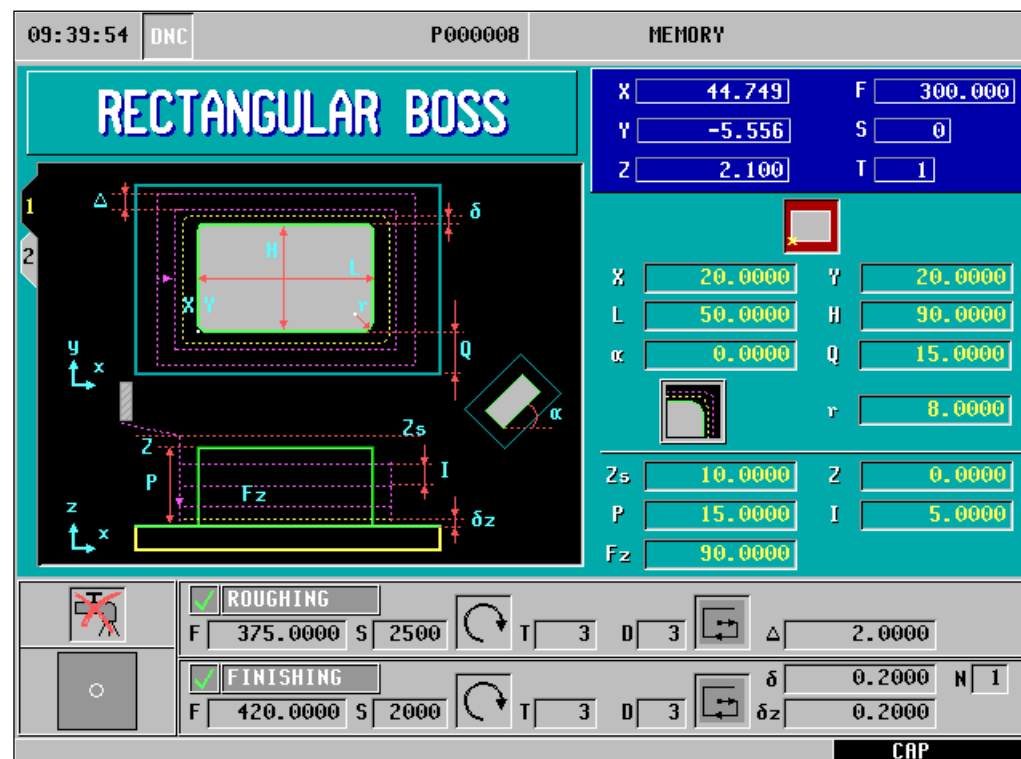 09:39:54 DNC P000008 MEMORY
RECTANGULAR BOSS
X 44.749 F 300.000
Y -5.556 S 0
Z 2.100 T 1
1
2
Δ δ
H
L
X Y r
Q
y
x
α
Zs
Z
P I
Fz
z
x
δz
X 20.0000 Y 20.0000
L 50.0000 H 90.0000
α 0.0000 Q 15.0000
r 8.0000
Zs 10.0000 Z 0.0000
P 15.0000 I 5.0000
Fz 90.0000
ROUGHING
F 375.0000 S 2500 T 3 D 3 Δ 2.0000
FINISHING
δ 0.2000 N 1
F 420.0000 S 2000 T 3 D 3 δz 0.2000
CAP